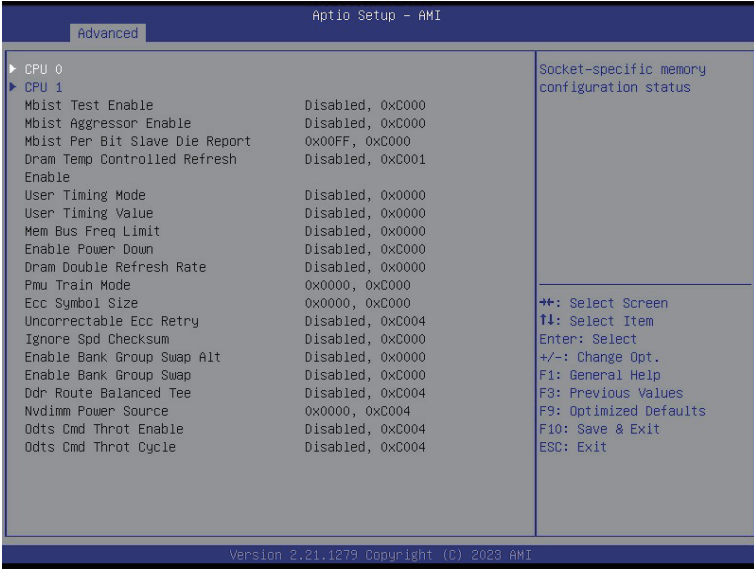 Aptio Setup – AMI
Advanced
▶ CPU 0
▶ CPU 1
Mbist Test Enable Disabled, 0xC000
Mbist Aggressor Enable Disabled, 0xC000
Mbist Per Bit Slave Die Report 0x00FF, 0xC000
Dram Temp Controlled Refresh Disabled, 0xC001
Enable
User Timing Mode Disabled, 0x0000
User Timing Value Disabled, 0x0000
Mem Bus Freq Limit Disabled, 0x0000
Enable Power Down Disabled, 0xC000
Dram Double Refresh Rate Disabled, 0x0000
Pmu Train Mode 0x0000, 0xC000
Ecc Symbol Size 0x0000, 0xC000
Uncorrectable Ecc Retry Disabled, 0xC004
Ignore Spd Checksum Disabled, 0xC000
Enable Bank Group Swap Alt Disabled, 0x0000
Enable Bank Group Swap Disabled, 0xC000
Ddr Route Balanced Tee Disabled, 0xC004
Nvdimm Power Source 0x0000, 0xC004
Odts Cmd Throt Enable Disabled, 0xC004
Odts Cmd Throt Cycle Disabled, 0xC004
Socket-specific memory
configuration status
→←: Select Screen
↑↓: Select Item
Enter: Select
+/-: Change Opt.
F1: General Help
F3: Previous Values
F9: Optimized Defaults
F10: Save & Exit
ESC: Exit
Version 2.21.1279 Copyright (C) 2023 AMI